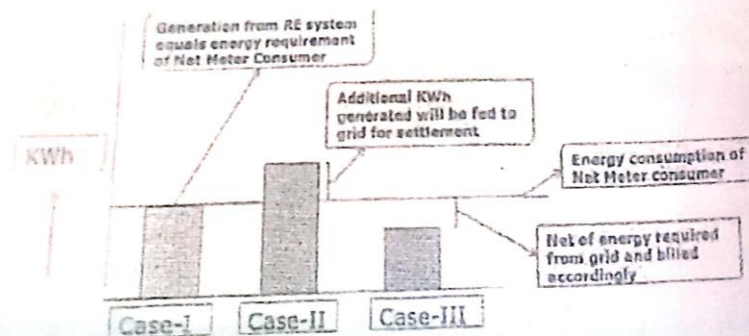 Generation from RE system
equals energy requirement
of Net Meter Consumer
Additional KWh
generated will be fed to
grid for settlement
KWh
Energy consumption of
Net Meter consumer
Net of energy required
from grid and billed
accordingly
Case-I
Case-II
Case-III